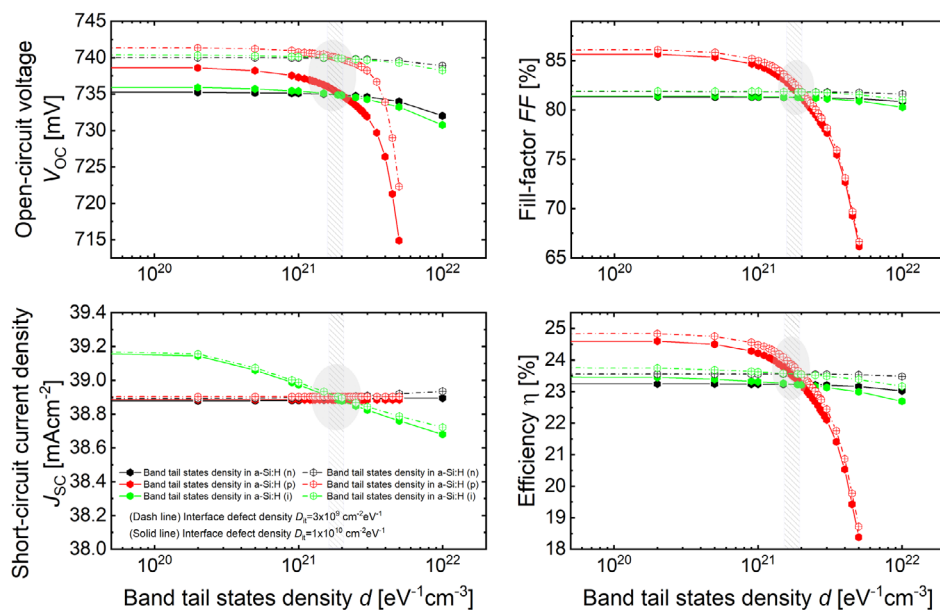 745
740
735
730
725
720
715
10^20
10^21
10^22
Open-circuit voltage
V_OC [mV]
85
80
75
70
65
10^20
10^21
10^22
Fill-factor FF [%]
39.4
39.2
39.0
38.8
38.6
38.4
38.2
38.0
10^20
10^21
10^22
Short-circuit current density
J_SC [mAcm^-2]
Band tail states density in a-Si:H (n)
Band tail states density in a-Si:H (n)
Band tail states density in a-Si:H (p)
Band tail states density in a-Si:H (p)
Band tail states density in a-Si:H (i)
Band tail states density in a-Si:H (i)
(Dash line) Interface defect density D_it=3x10^9 cm^-2eV^-1
(Solid line) Interface defect density D_it=1x10^10 cm^-2eV^-1
Band tail states density d [eV^-1cm^-3]
25
24
23
22
21
20
19
18
10^20
10^21
10^22
Efficiency η [%]
Band tail states density d [eV^-1cm^-3]